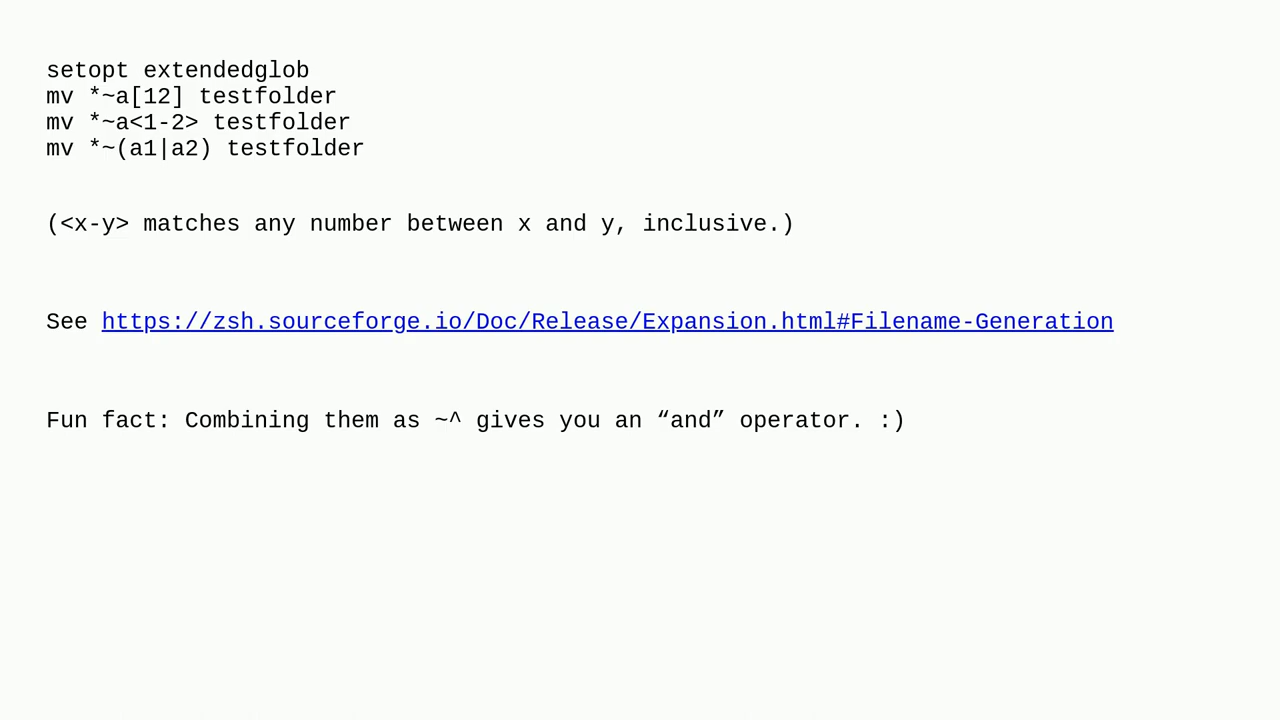 setopt extendedglob
mv *~a[12] testfolder
mv *~a<1-2> testfolder
mv *~(a1|a2) testfolder
(<x-y> matches any number between x and y, inclusive.)
See https://zsh.sourceforge.io/Doc/Release/Expansion.html#Filename-Generation
Fun fact: Combining them as ~^ gives you an “and” operator. :)